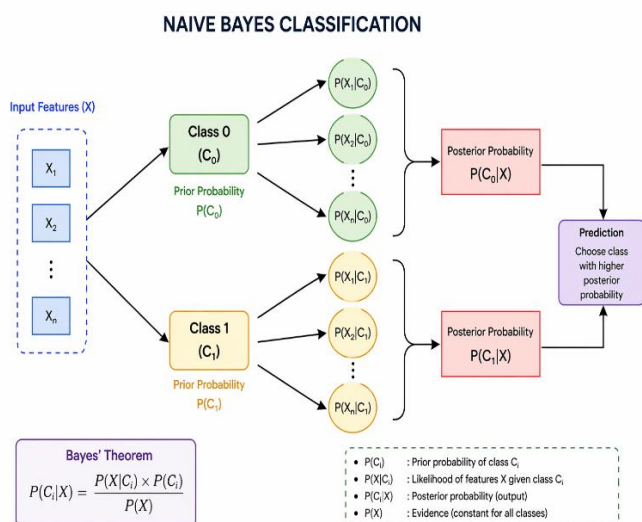 NAIVE BAYES CLASSIFICATION
Input Features (X)
X₁
X₂
⋮
Xₙ
Class 0
(C₀)
Prior Probability
P(C₀)
P(X₁|C₀)
P(X₂|C₀)
⋮
P(Xₙ|C₀)
Posterior Probability
P(C₀|X)
Class 1
(C₁)
Prior Probability
P(C₁)
P(X₁|C₁)
P(X₂|C₁)
⋮
P(Xₙ|C₁)
Posterior Probability
P(C₁|X)
Prediction
Choose class
with higher
posterior
probability
Bayes' Theorem
P(Cᵢ|X) = P(X|Cᵢ) × P(Cᵢ) / P(X)
• P(Cᵢ) : Prior probability of class Cᵢ
• P(X|Cᵢ) : Likelihood of features X given class Cᵢ
• P(Cᵢ|X) : Posterior probability (output)
• P(X) : Evidence (constant for all classes)